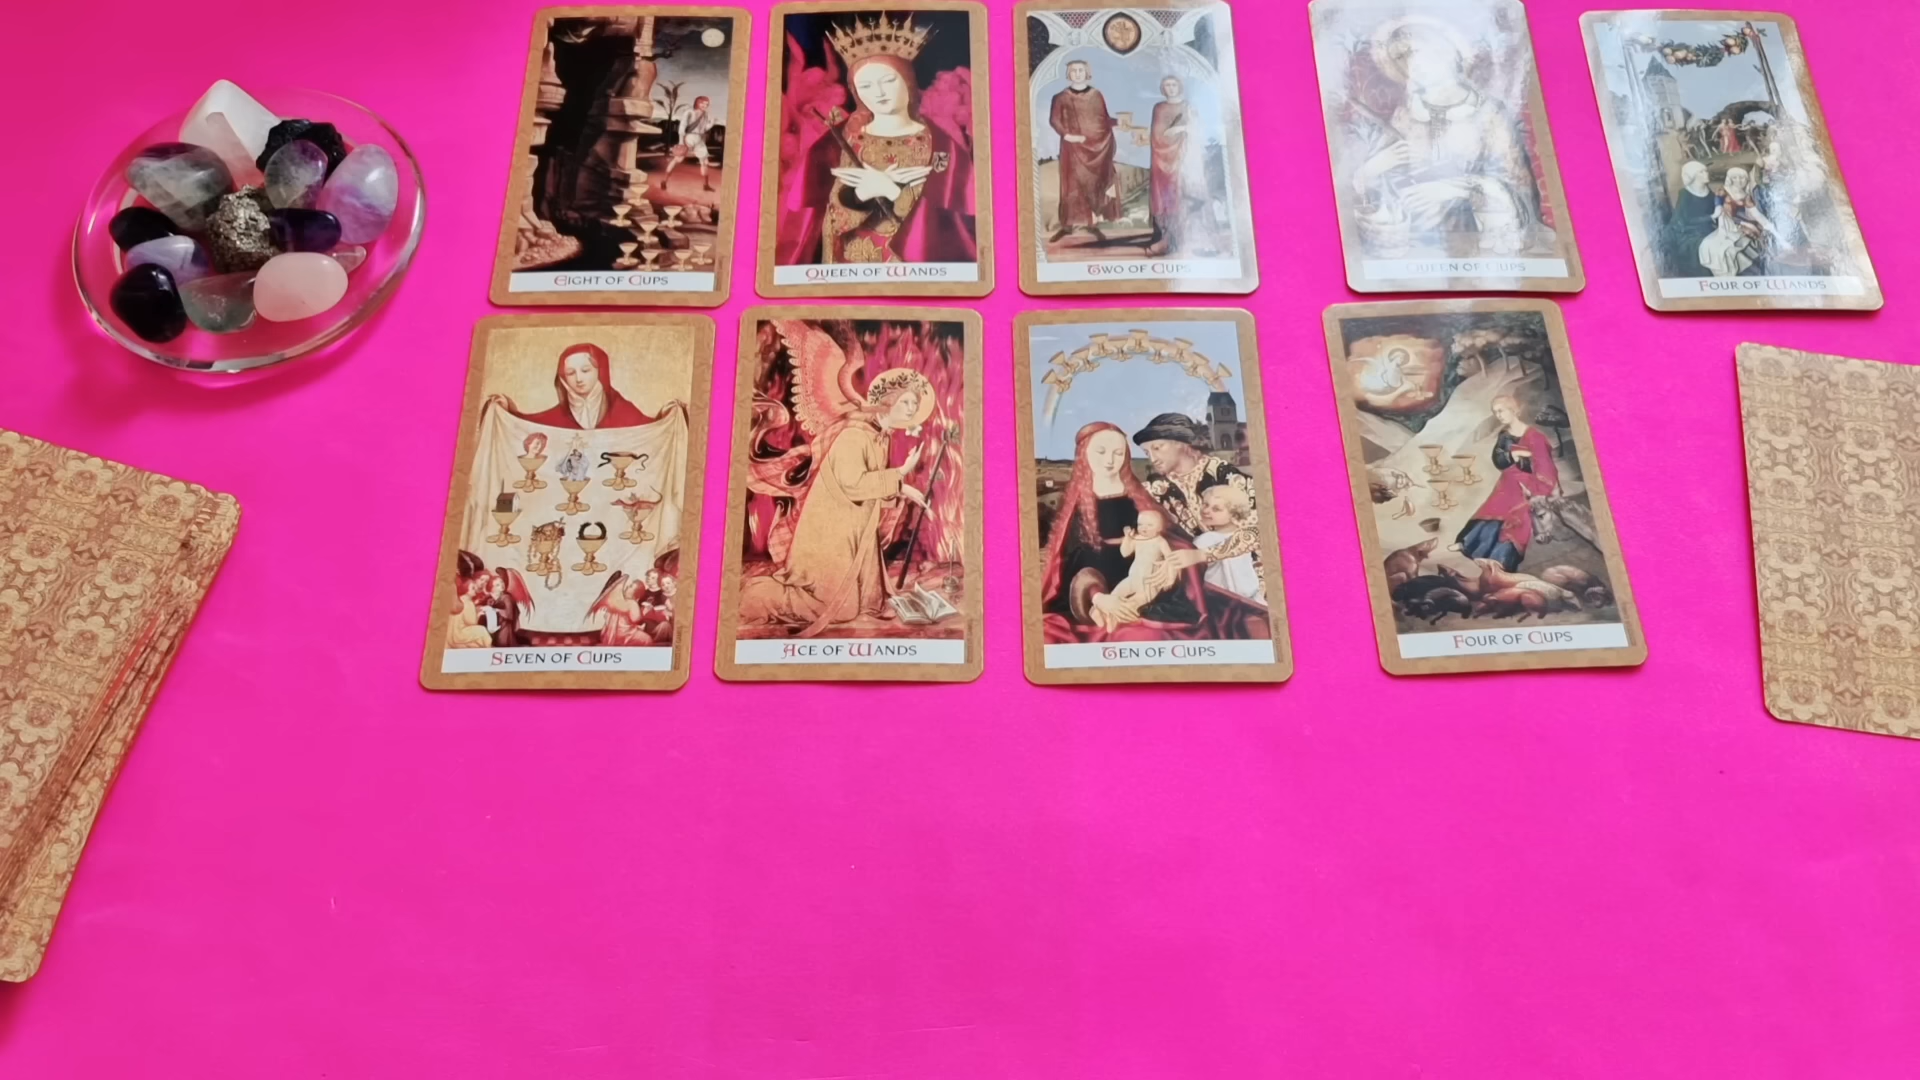 EIGHT OF CUPS
QUEEN OF WANDS
TWO OF CUPS
QUEEN OF CUPS
FOUR OF WANDS
SEVEN OF CUPS
ACE OF WANDS
TEN OF CUPS
FOUR OF CUPS